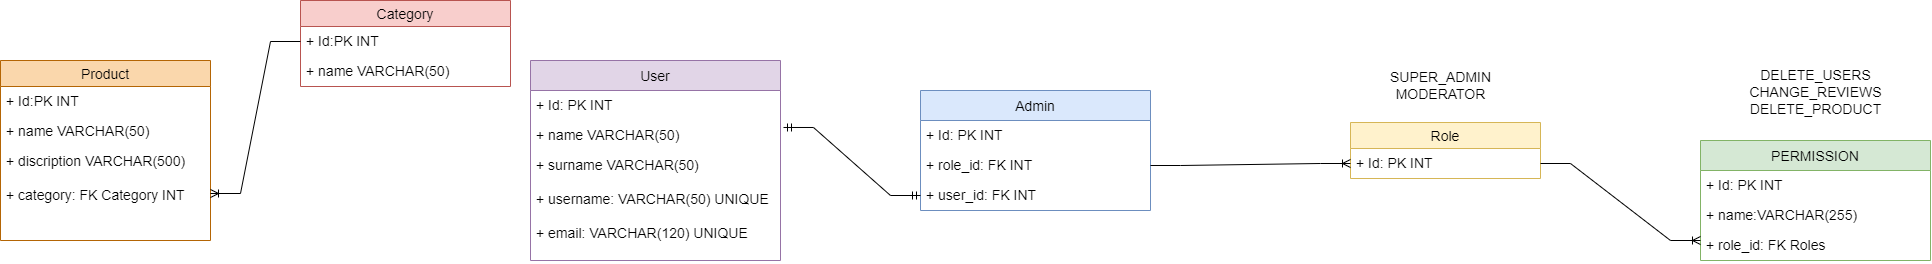 Category
+ Id:PK INT
+ name VARCHAR(50)
Product
+ Id:PK INT
+ name VARCHAR(50)
+ discription VARCHAR(500)
+ category: FK Category INT
User
+ Id: PK INT
+ name VARCHAR(50)
+ surname VARCHAR(50)
+ username: VARCHAR(50) UNIQUE
+ email: VARCHAR(120) UNIQUE
Admin
+ Id: PK INT
+ role_id: FK INT
+ user_id: FK INT
SUPER_ADMIN
MODERATOR
Role
+ Id: PK INT
DELETE_USERS
CHANGE_REVIEWS
DELETE_PRODUCT
PERMISSION
+ Id: PK INT
+ name:VARCHAR(255)
+ role_id: FK Roles